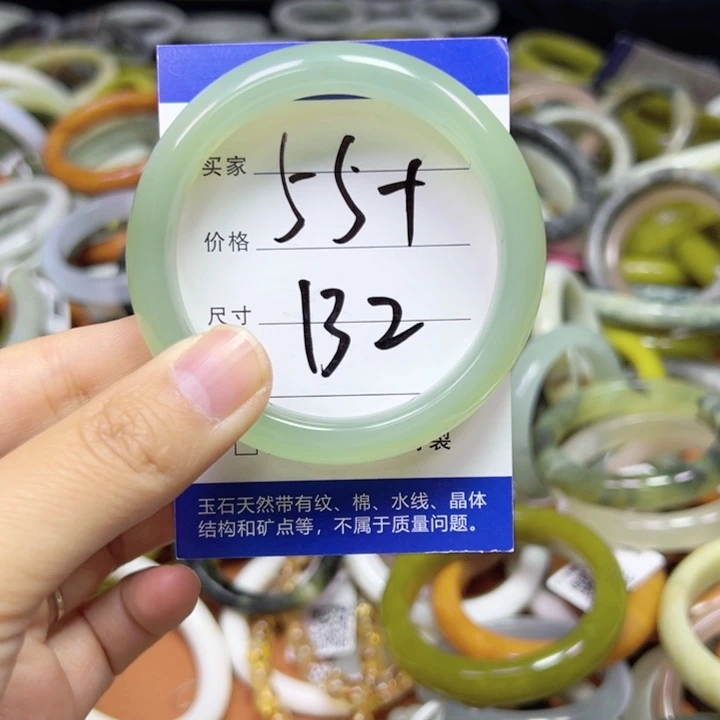 买家
55+
价格
132
尺寸
裂
玉石天然带有纹、棉、水线、晶体
结构和矿点等，不属于质量问题。